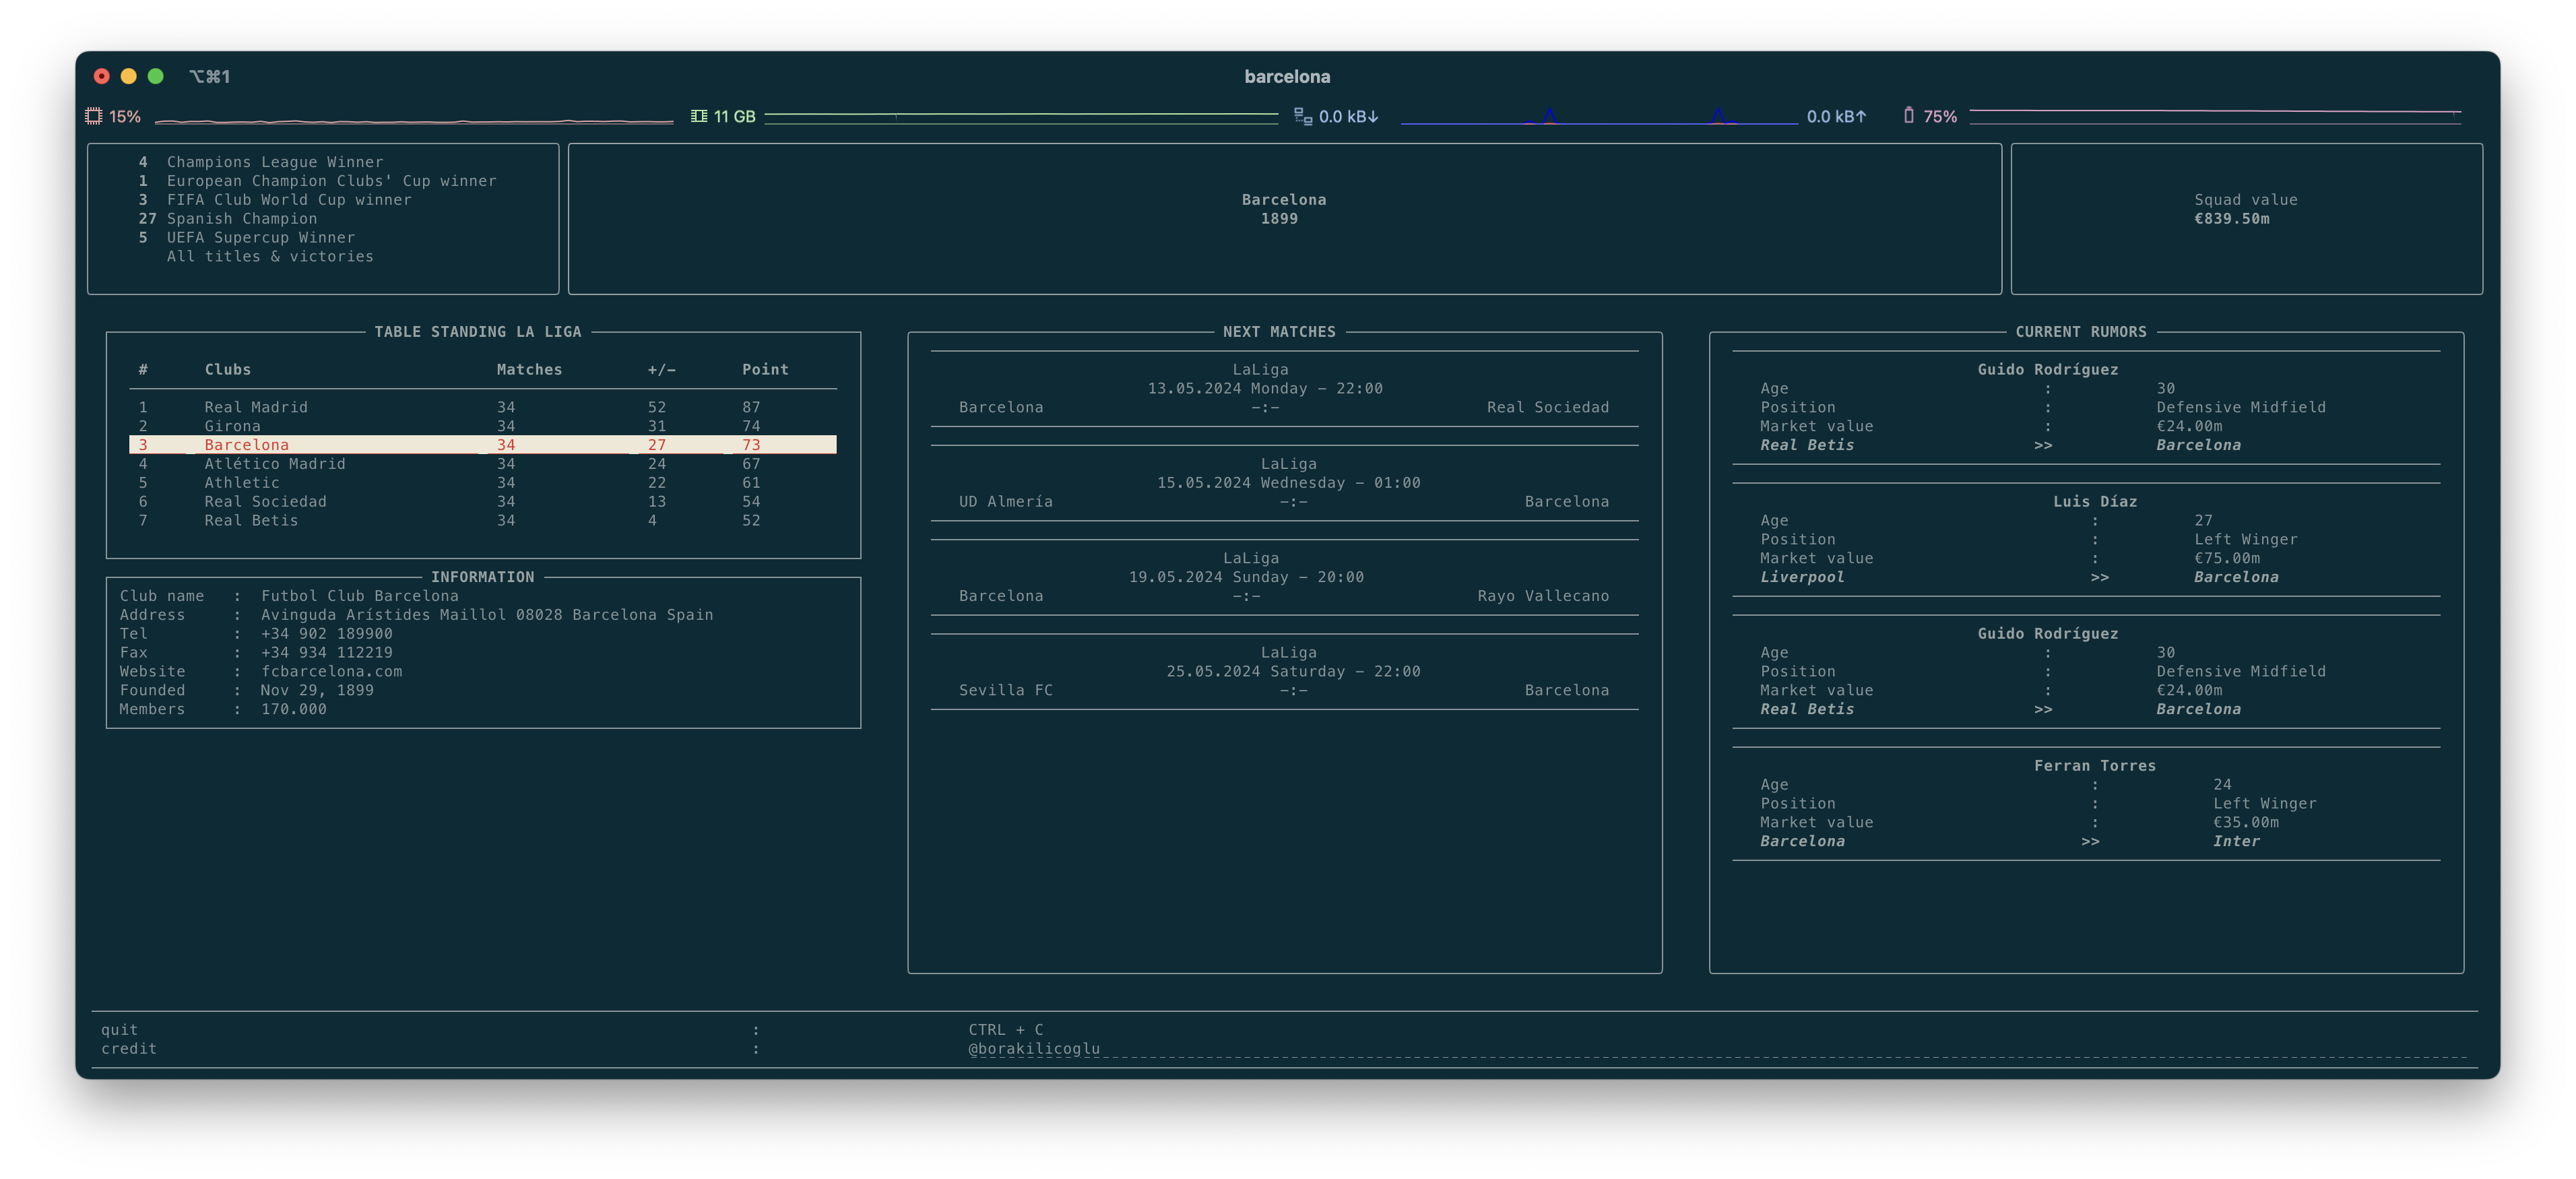 ⌥⌘1 barcelona
15% 11 GB 0.0 kB↓ 0.0 kB↑ 75%
4 Champions League Winner
1 European Champion Clubs' Cup winner
3 FIFA Club World Cup winner
27 Spanish Champion
5 UEFA Supercup Winner
All titles & victories
Barcelona
1899
Squad value
€839.50m
TABLE STANDING LA LIGA
# Clubs Matches +/- Point
1 Real Madrid 34 52 87
2 Girona 34 31 74
3 Barcelona 34 27 73
4 Atlético Madrid 34 24 67
5 Athletic 34 22 61
6 Real Sociedad 34 13 54
7 Real Betis 34 4 52
INFORMATION
Club name : Futbol Club Barcelona
Address : Avinguda Arístides Maillol 08028 Barcelona Spain
Tel : +34 902 189900
Fax : +34 934 112219
Website : fcbarcelona.com
Founded : Nov 29, 1899
Members : 170.000
NEXT MATCHES
LaLiga
13.05.2024 Monday - 22:00
Barcelona -:- Real Sociedad
LaLiga
15.05.2024 Wednesday - 01:00
UD Almería -:- Barcelona
LaLiga
19.05.2024 Sunday - 20:00
Barcelona -:- Rayo Vallecano
LaLiga
25.05.2024 Saturday - 22:00
Sevilla FC -:- Barcelona
CURRENT RUMORS
Guido Rodríguez
Age : 30
Position : Defensive Midfield
Market value : €24.00m
Real Betis >> Barcelona
Luis Díaz
Age : 27
Position : Left Winger
Market value : €75.00m
Liverpool >> Barcelona
Guido Rodríguez
Age : 30
Position : Defensive Midfield
Market value : €24.00m
Real Betis >> Barcelona
Ferran Torres
Age : 24
Position : Left Winger
Market value : €35.00m
Barcelona >> Inter
quit : CTRL + C
credit : @borakilicoglu